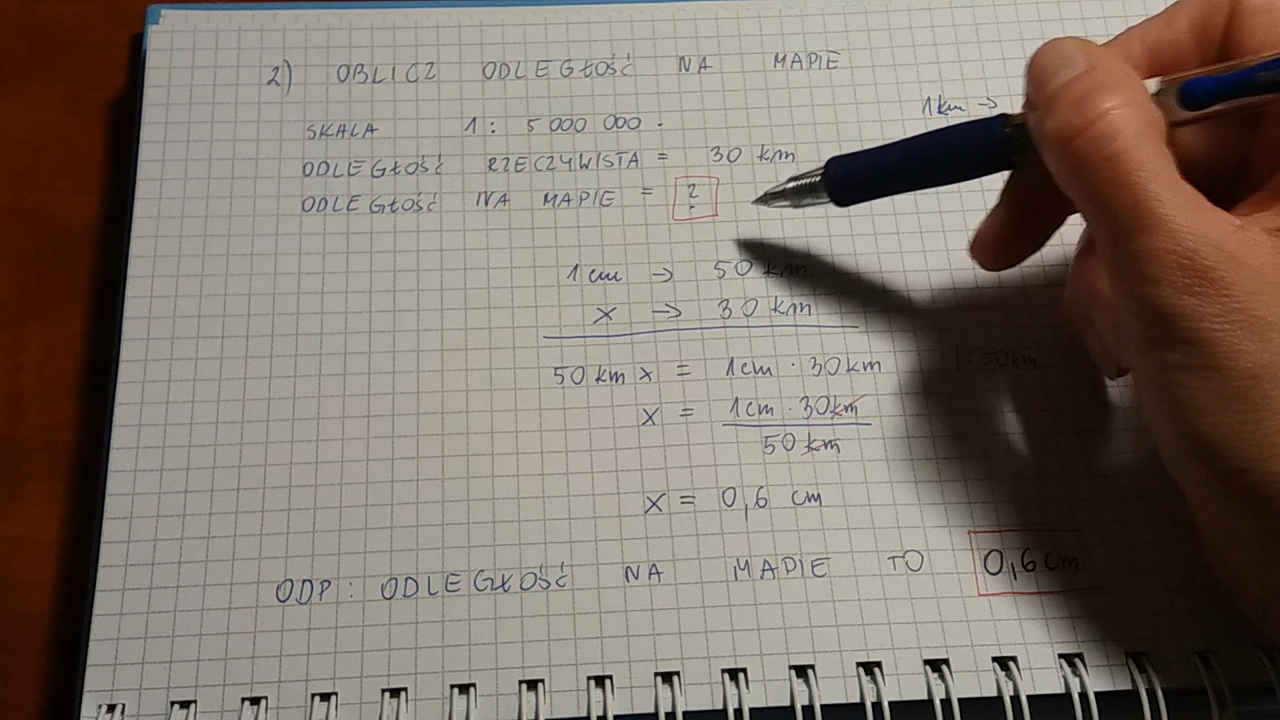 2) OBLICZ ODLEGŁOŚĆ NA MAPIE
1km →
SKALA 1: 5 000 000.
ODLEGŁOŚĆ RZECZYWISTA = 30 km
ODLEGŁOŚĆ NA MAPIE = ?
1cm → 50 km
x → 30 km
50 km x = 1cm · 30km
1:50km
x = 1cm · 30km
50 km
x = 0,6 cm
ODP: ODLEGŁOŚĆ NA MAPIE TO 0,6 cm